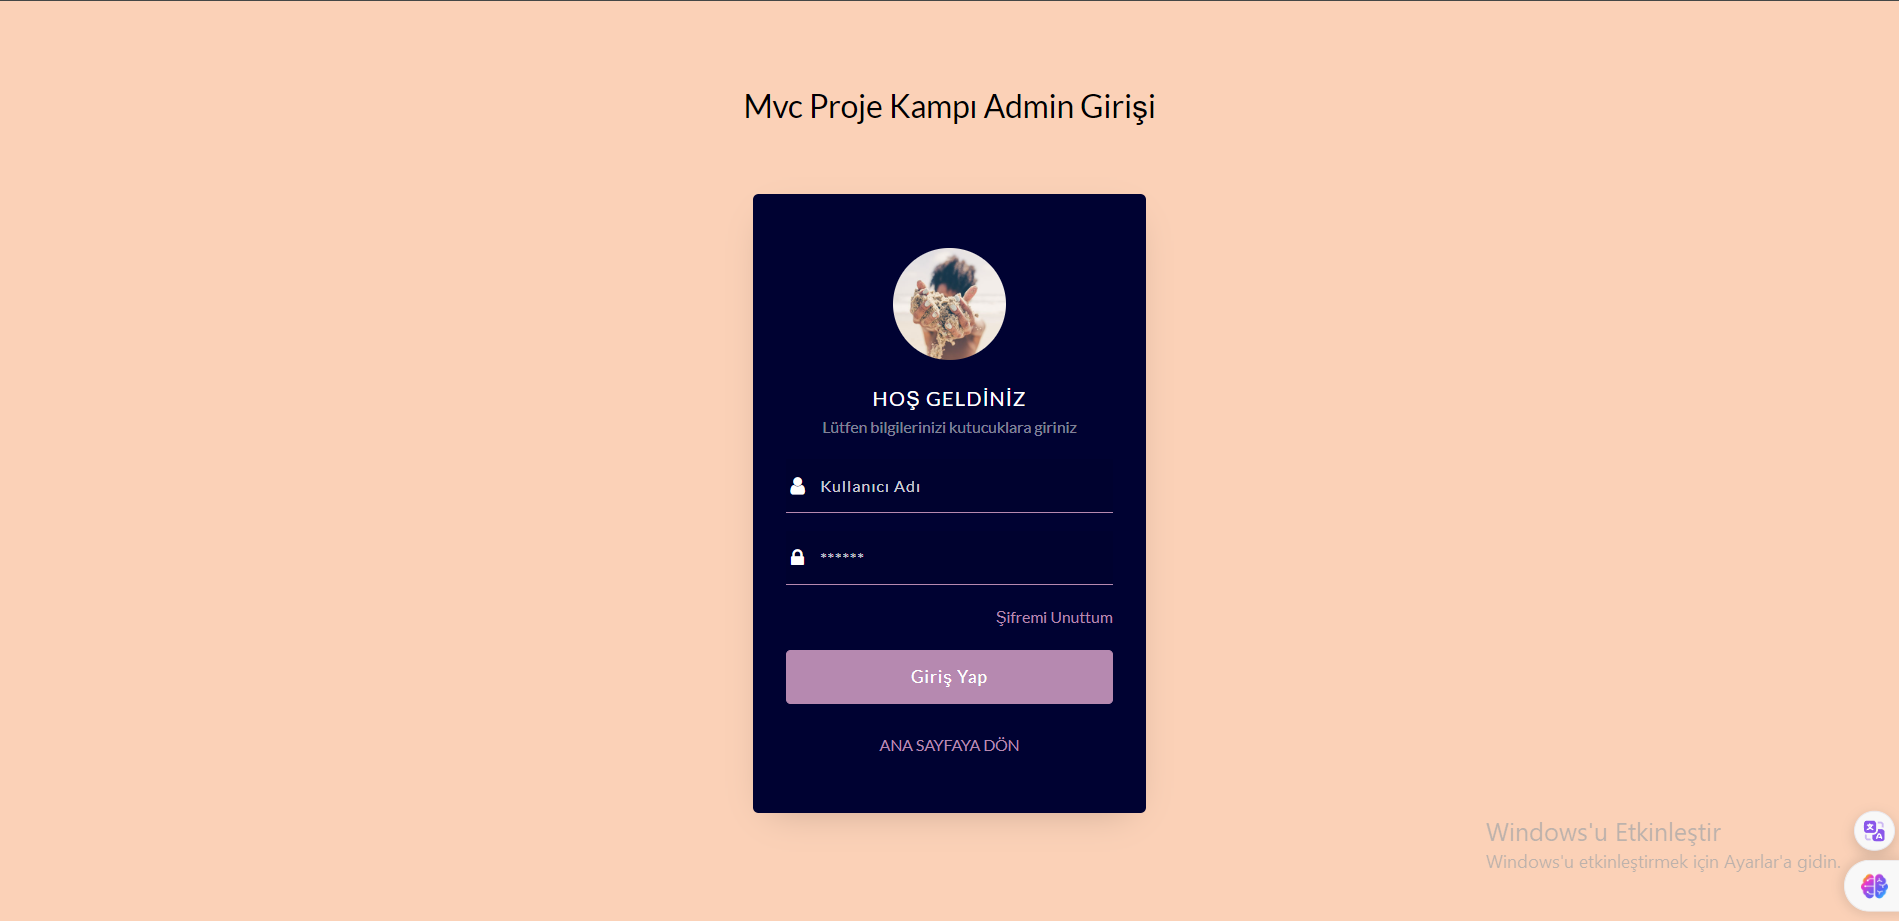 Mvc Proje Kampı Admin Girişi
HOŞ GELDİNİZ
Lütfen bilgilerinizi kutucuklara giriniz
Kullanıcı Adı
******
Şifremi Unuttum
Giriş Yap
ANA SAYFAYA DÖN
Windows'u Etkinleştir
Windows'u etkinleştirmek için Ayarlar'a gidin.